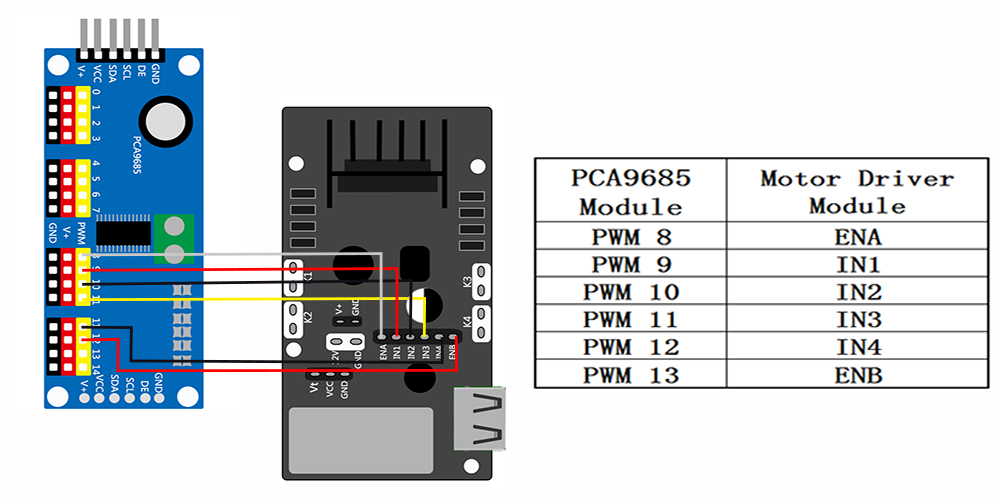 V+
VCC
SDA
SCL
DE
GND
0
1
2
3
PCA9685
4
5
6
7
GND
V+
PWM
8
9
10
11
11
12
13
14
V+
VCC
SDA
SCL
DE
GND
K1
K2
K3
K4
V+
GND
ENA
IN1
IN2
IN3
IN4
ENB
12V
GND
Vt
VCC
GND
PCA9685 Module
Motor Driver Module
PWM 8
ENA
PWM 9
IN1
PWM 10
IN2
PWM 11
IN3
PWM 12
IN4
PWM 13
ENB